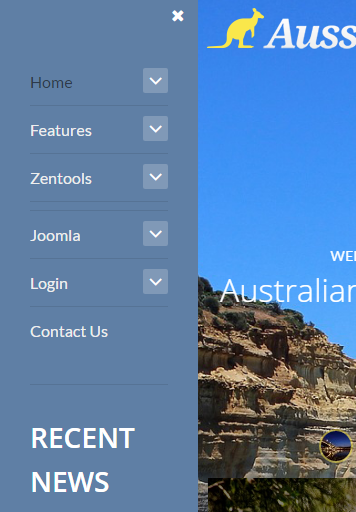 Home
Features
Zentools
Joomla
Login
Contact Us
RECENT
NEWS
Auss
WE
Australian